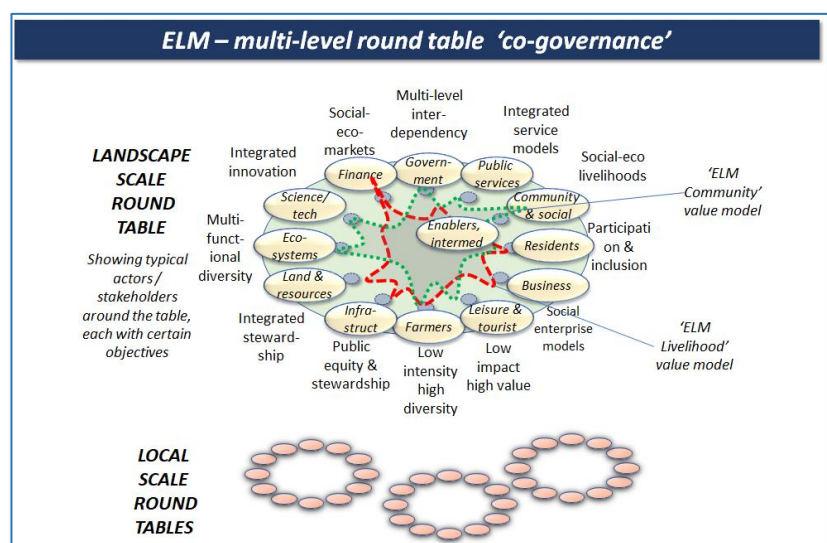 ELM – multi-level round table ‘co-governance’
LANDSCAPE
SCALE
ROUND
TABLE
Showing typical
actors /
stakeholders
around the table,
each with certain
objectives
Social-
eco-
markets
Multi-level
inter-
dependency
Integrated
service
models
Integrated
innovation
Social-eco
livelihoods
Multi-
funct-
ional
diversity
Participati
on &
inclusion
Integrated
steward-
ship
Public
equity &
stewardship
Low
intensity
high
diversity
Low
impact
high value
Social
enterprise
models
Finance
Govern-
ment
Public
services
Science/
tech
Community
& social
Enablers,
intermed
Eco-
systems
Residents
Land &
resources
Business
Infra-
struct
Farmers
Leisure &
tourist
‘ELM
Community’
value model
‘ELM
Livelihood’
value model
LOCAL
SCALE
ROUND
TABLES